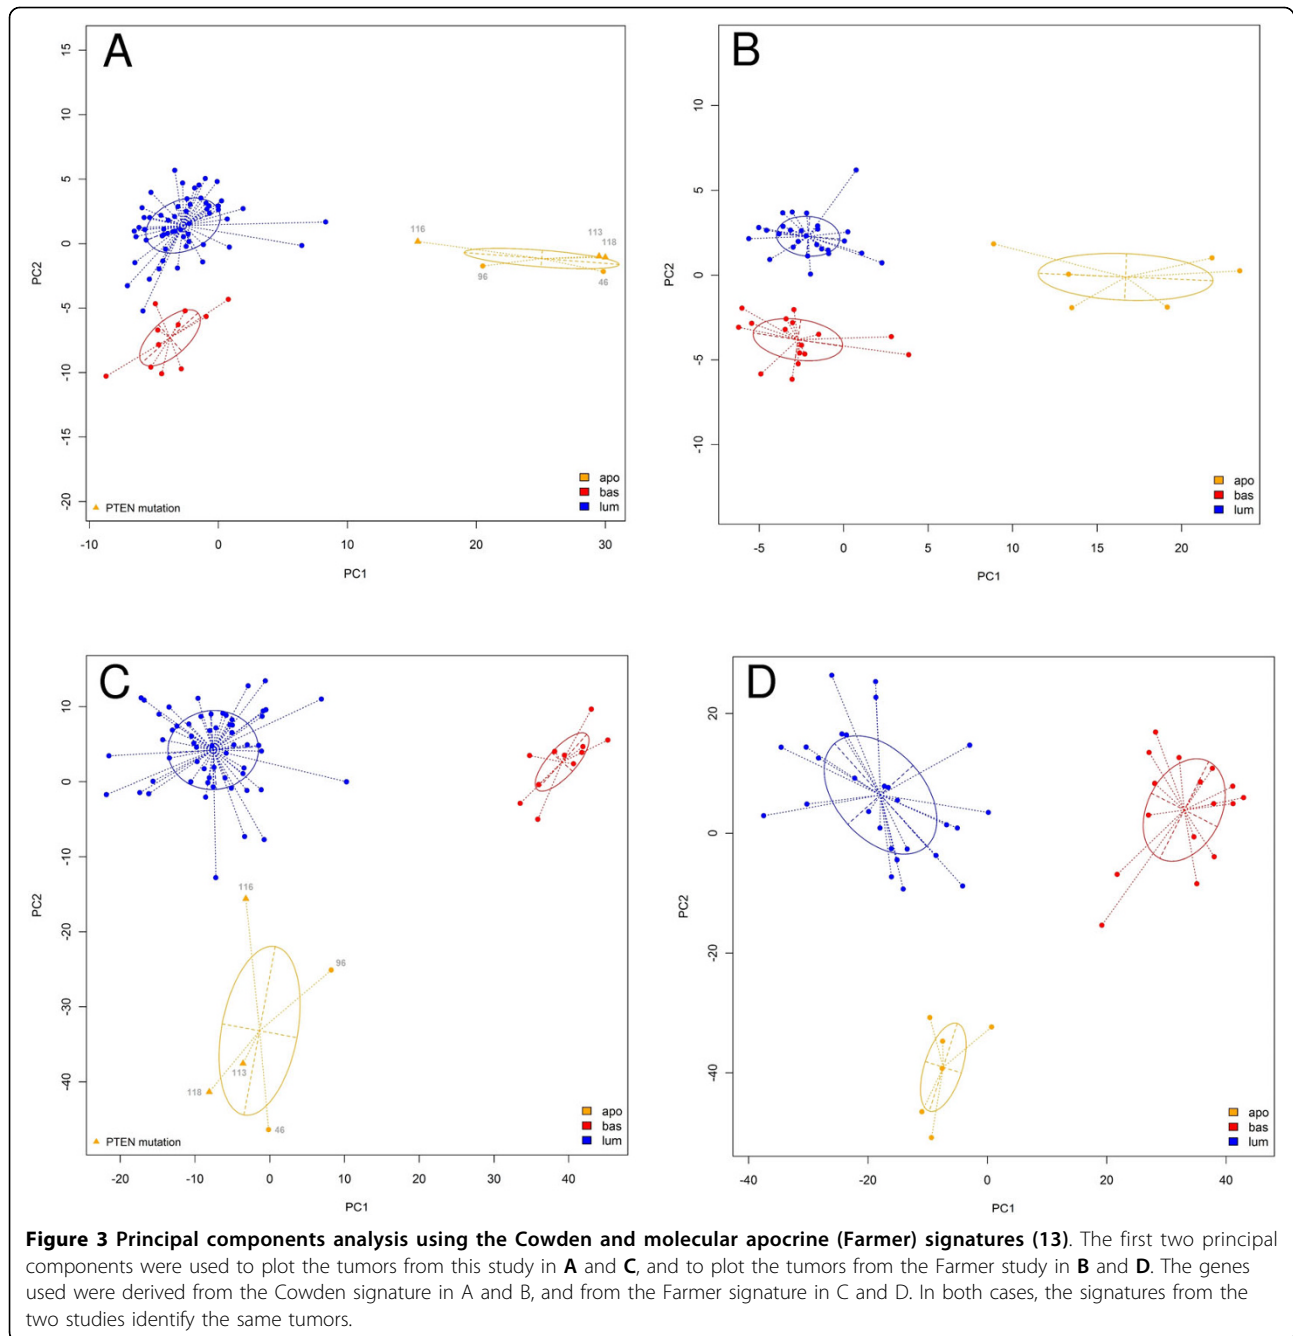 A
15
10
5
0
-5
-10
-15
-20
PC2
116
113
118
96
46
apo
bas
lum
PTEN mutation
-10
0
10
20
30
PC1
B
10
5
0
-5
-10
PC2
apo
bas
lum
-5
0
5
10
15
20
PC1
C
10
0
-10
-20
-30
-40
PC2
116
96
113
118
46
apo
bas
lum
PTEN mutation
-20
-10
0
10
20
30
40
PC1
D
20
0
-20
-40
PC2
apo
bas
lum
-40
-20
0
20
40
PC1
Figure 3 Principal components analysis using the Cowden and molecular apocrine (Farmer) signatures (13). The first two principal
components were used to plot the tumors from this study in A and C, and to plot the tumors from the Farmer study in B and D. The genes
used were derived from the Cowden signature in A and B, and from the Farmer signature in C and D. In both cases, the signatures from the
two studies identify the same tumors.